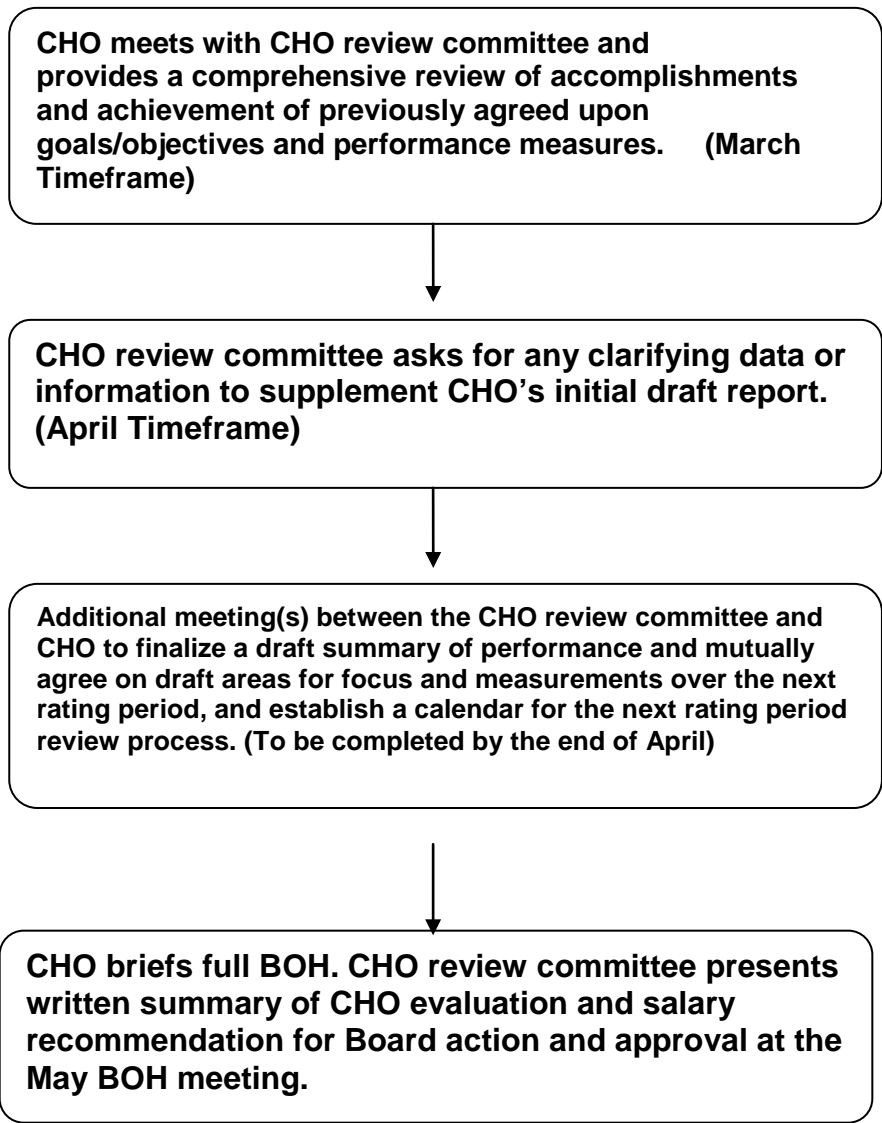 CHO meets with CHO review committee and
provides a comprehensive review of accomplishments
and achievement of previously agreed upon
goals/objectives and performance measures. (March
Timeframe)
CHO review committee asks for any clarifying data or
information to supplement CHO’s initial draft report.
(April Timeframe)
Additional meeting(s) between the CHO review committee and
CHO to finalize a draft summary of performance and mutually
agree on draft areas for focus and measurements over the next
rating period, and establish a calendar for the next rating period
review process. (To be completed by the end of April)
CHO briefs full BOH. CHO review committee presents
written summary of CHO evaluation and salary
recommendation for Board action and approval at the
May BOH meeting.